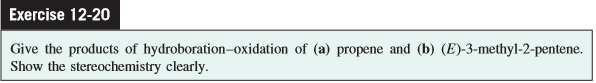 Exercise 12-20
Give the products of hydroboration–oxidation of (a) propene and (b) (E)-3-methyl-2-pentene.
Show the stereochemistry clearly.